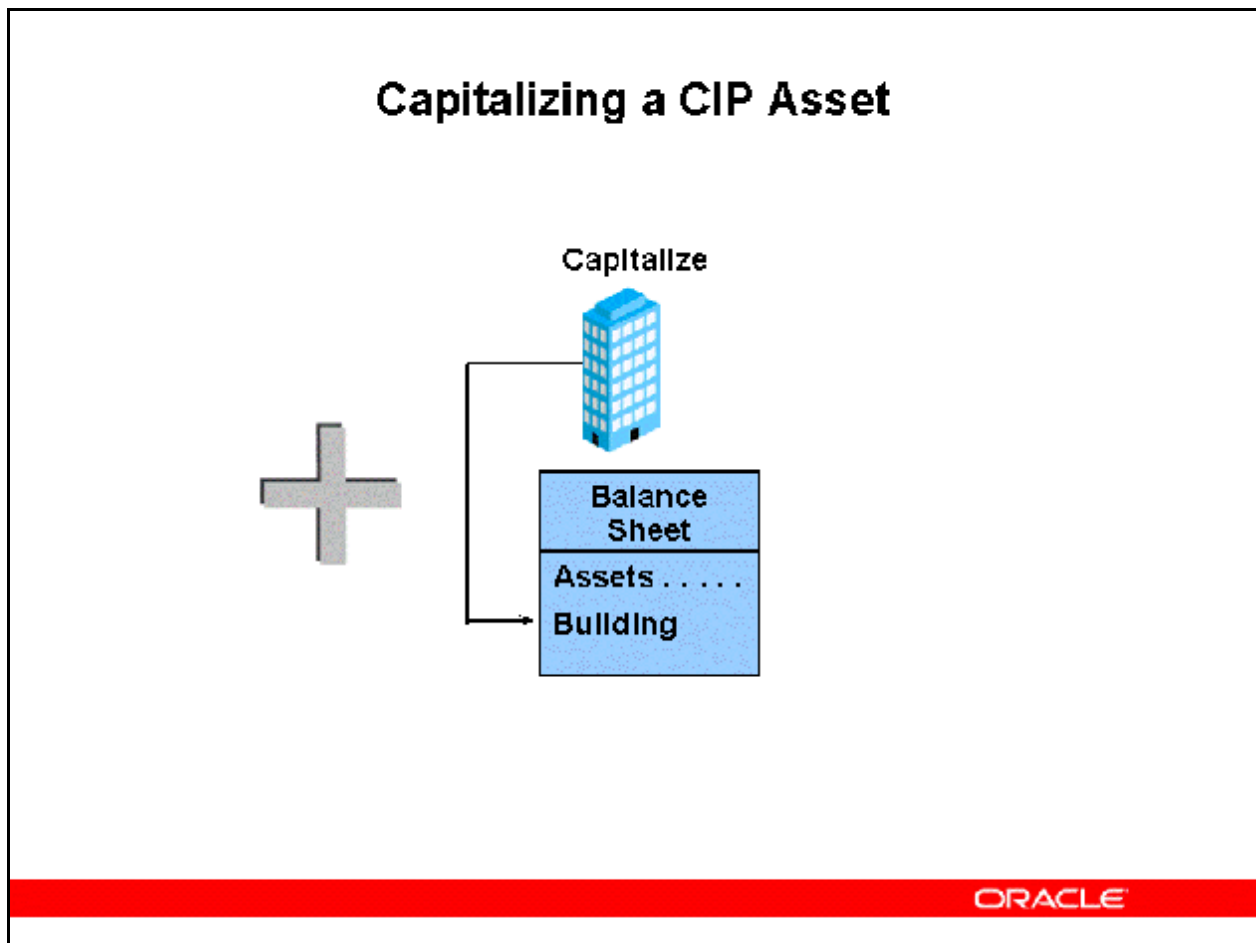 Capitalizing a CIP Asset
Capitalize
Balance
Sheet
Assets . . . . .
Building
ORACLE